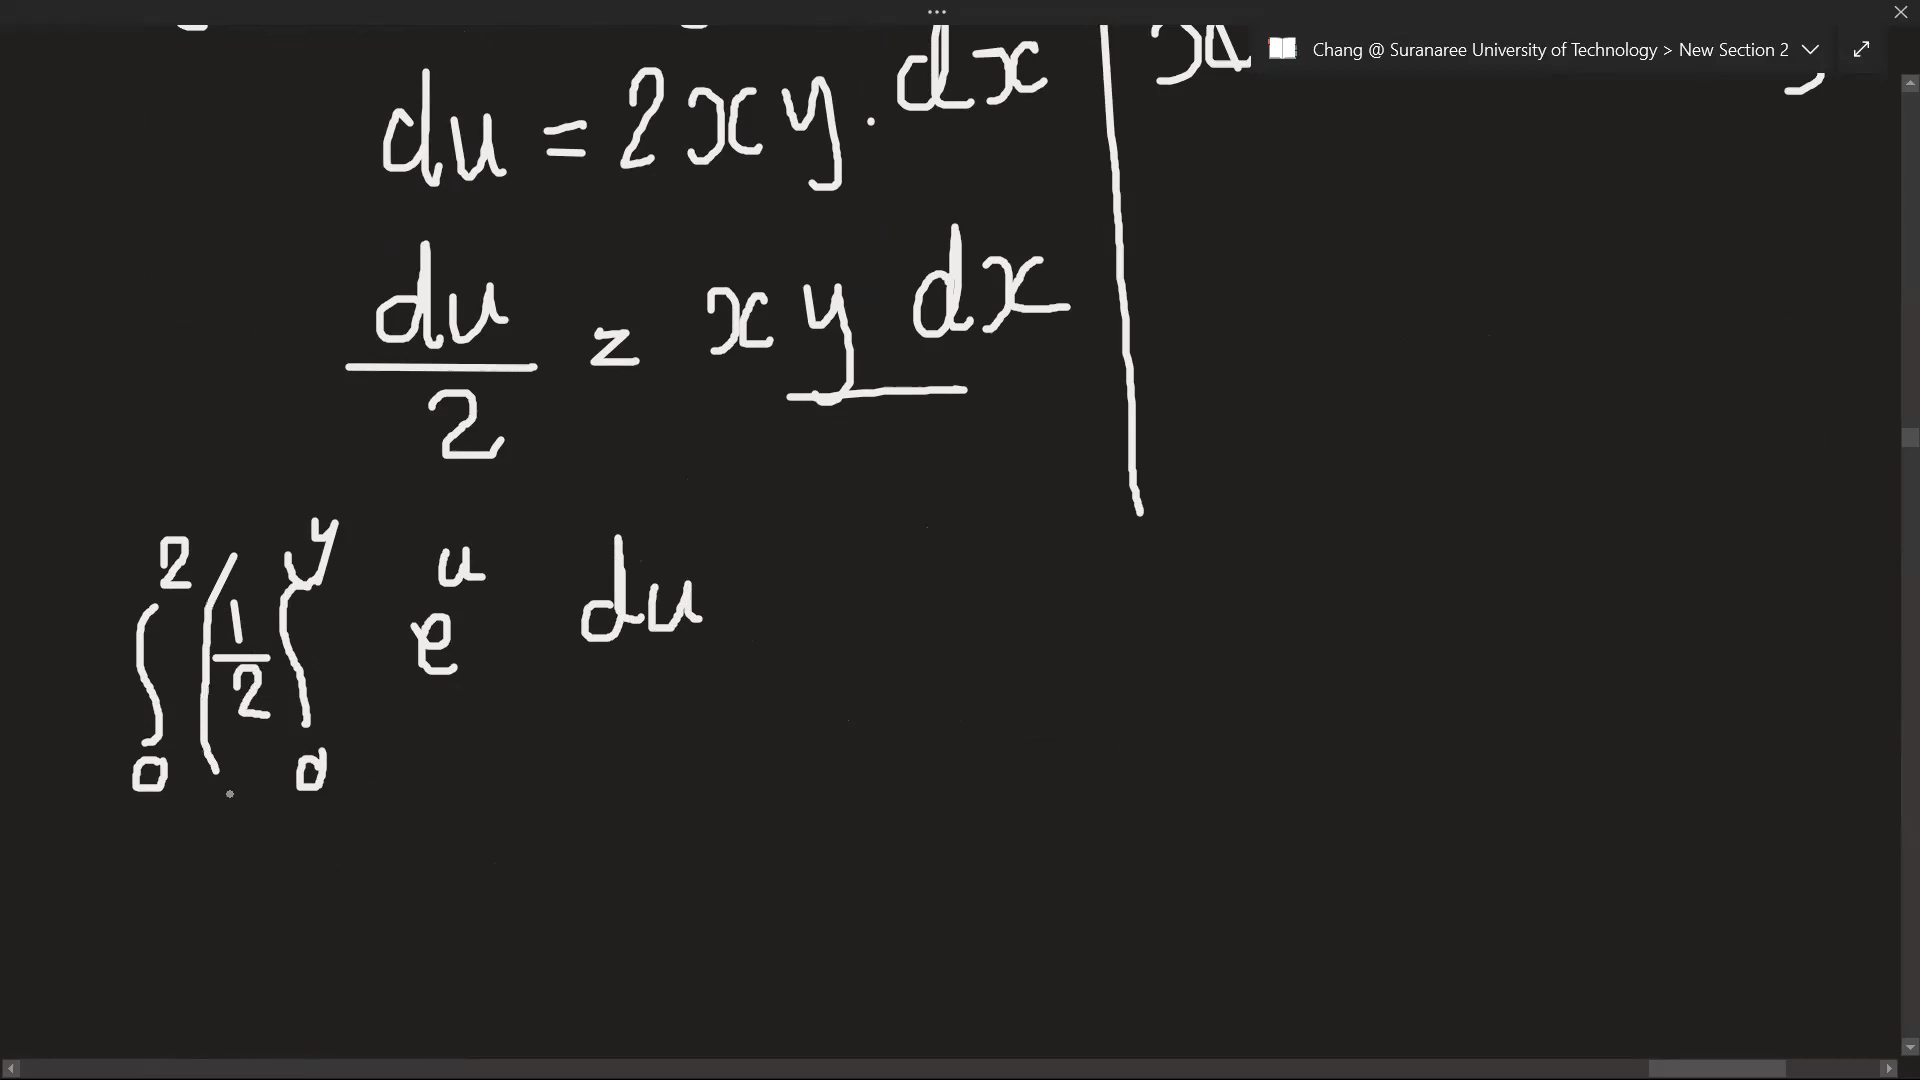 Chang @ Suranaree University of Technology > New Section 2
du = 2xy · dx
du/2 = xy dx
∫₀² ( 1/2 ∫₀ʸ eᵘ du